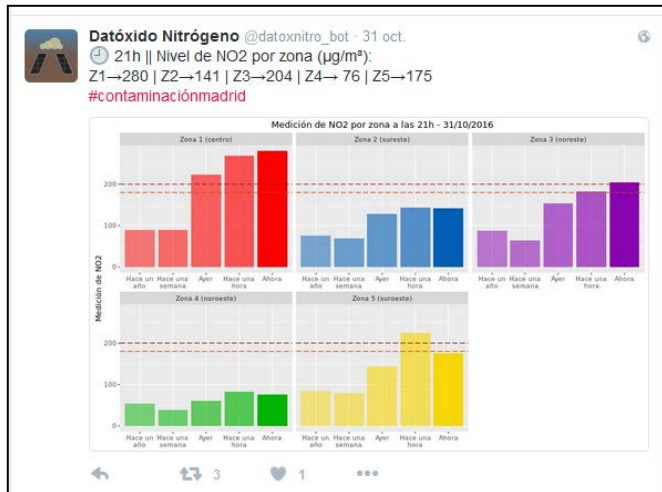 Datóxido Nitrógeno @datoxnitro_bot · 31 oct.
21h || Nivel de NO2 por zona (µg/m³):
Z1→280 | Z2→141 | Z3→204 | Z4→ 76 | Z5→175
#contaminaciónmadrid
Medición de NO2 por zona a las 21h - 31/10/2016
Zona 1 (centro) Zona 2 (sureste) Zona 3 (noreste)
200
100
0
Hace un año Hace una semana Ayer Hace una hora Ahora
Hace un año Hace una semana Ayer Hace una hora Ahora
Hace un año Hace una semana Ayer Hace una hora Ahora
Medición de NO2
Zona 4 (noroeste) Zona 5 (suroeste)
200
100
0
Hace un año Hace una semana Ayer Hace una hora Ahora
Hace un año Hace una semana Ayer Hace una hora Ahora
3 1